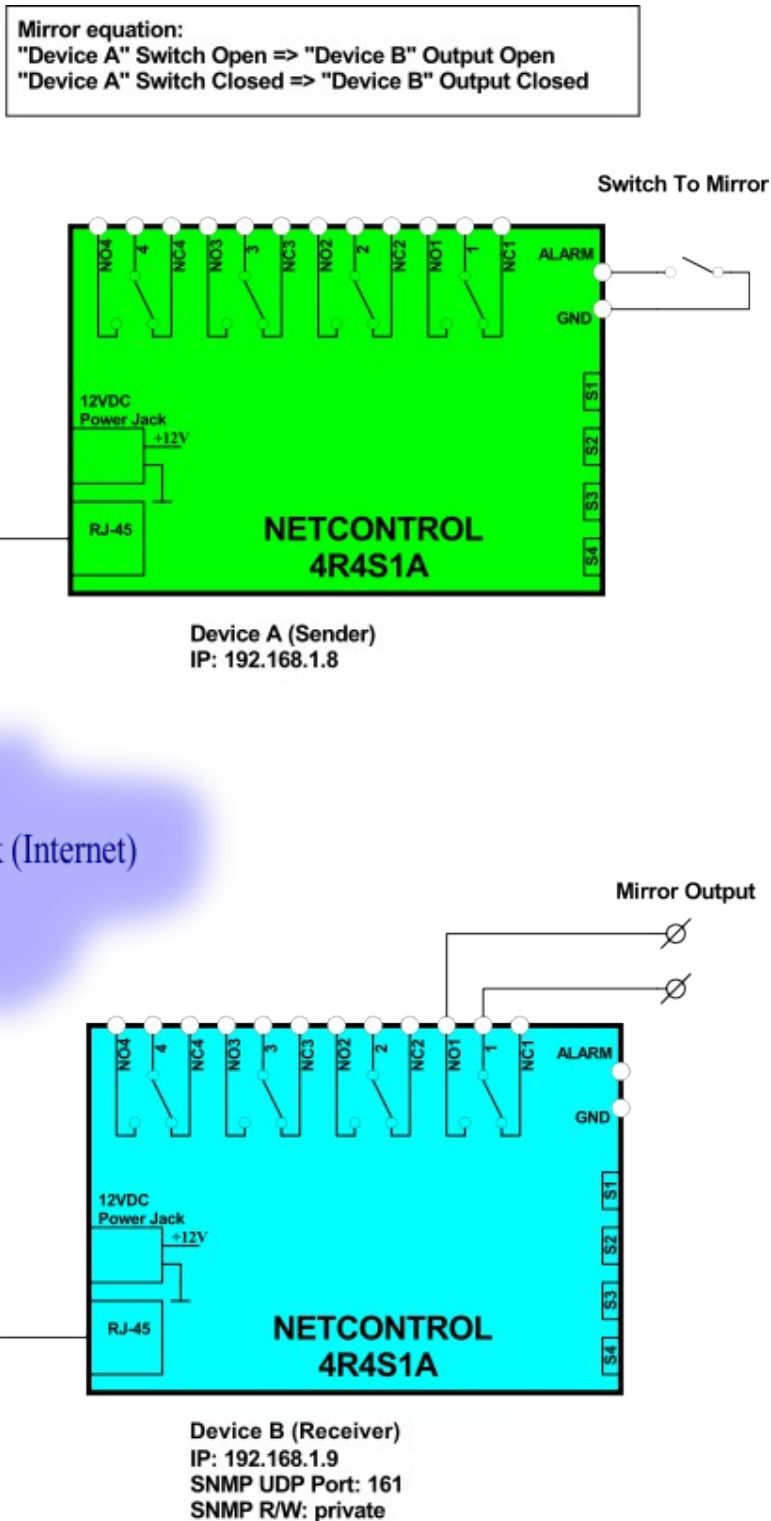 Mirror equation:
"Device A" Switch Open => "Device B" Output Open
"Device A" Switch Closed => "Device B" Output Closed
Switch To Mirror
NO4 4 NC4 NO3 3 NC3 NO2 2 NC2 NO1 1 NC1
ALARM
GND
12VDC
Power Jack
+12V
S1
S2
S3
S4
RJ-45
NETCONTROL
4R4S1A
Device A (Sender)
IP: 192.168.1.8
(Internet)
Mirror Output
NO4 4 NC4 NO3 3 NC3 NO2 2 NC2 NO1 1 NC1
ALARM
GND
12VDC
Power Jack
+12V
S1
S2
S3
S4
RJ-45
NETCONTROL
4R4S1A
Device B (Receiver)
IP: 192.168.1.9
SNMP UDP Port: 161
SNMP R/W: private